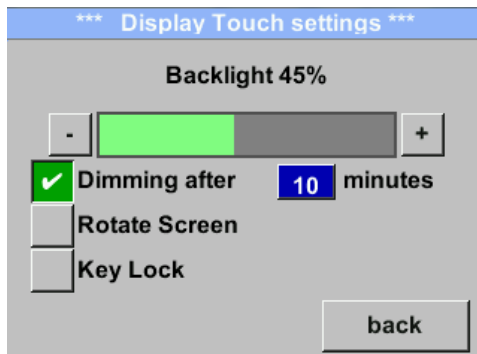 *** Display Touch settings ***
Backlight 45%
- +
Dimming after 10 minutes
Rotate Screen
Key Lock
back